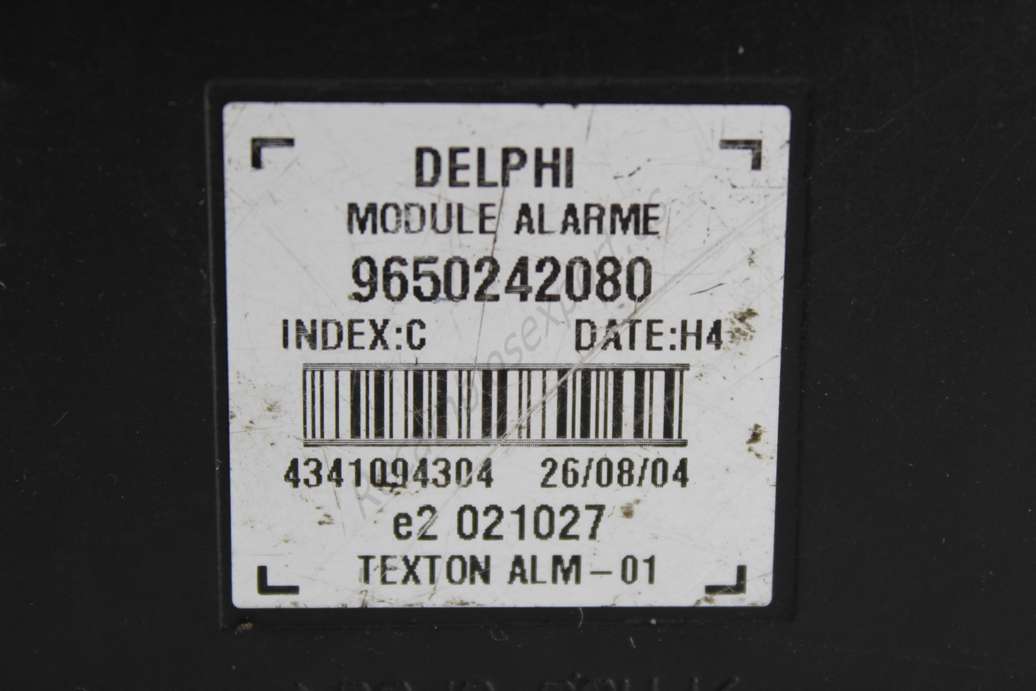 DELPHI
MODULE ALARME
9650242080
INDEX:C DATE:H4
4341094304 26/08/04
e2 021027
TEXTON ALM-01